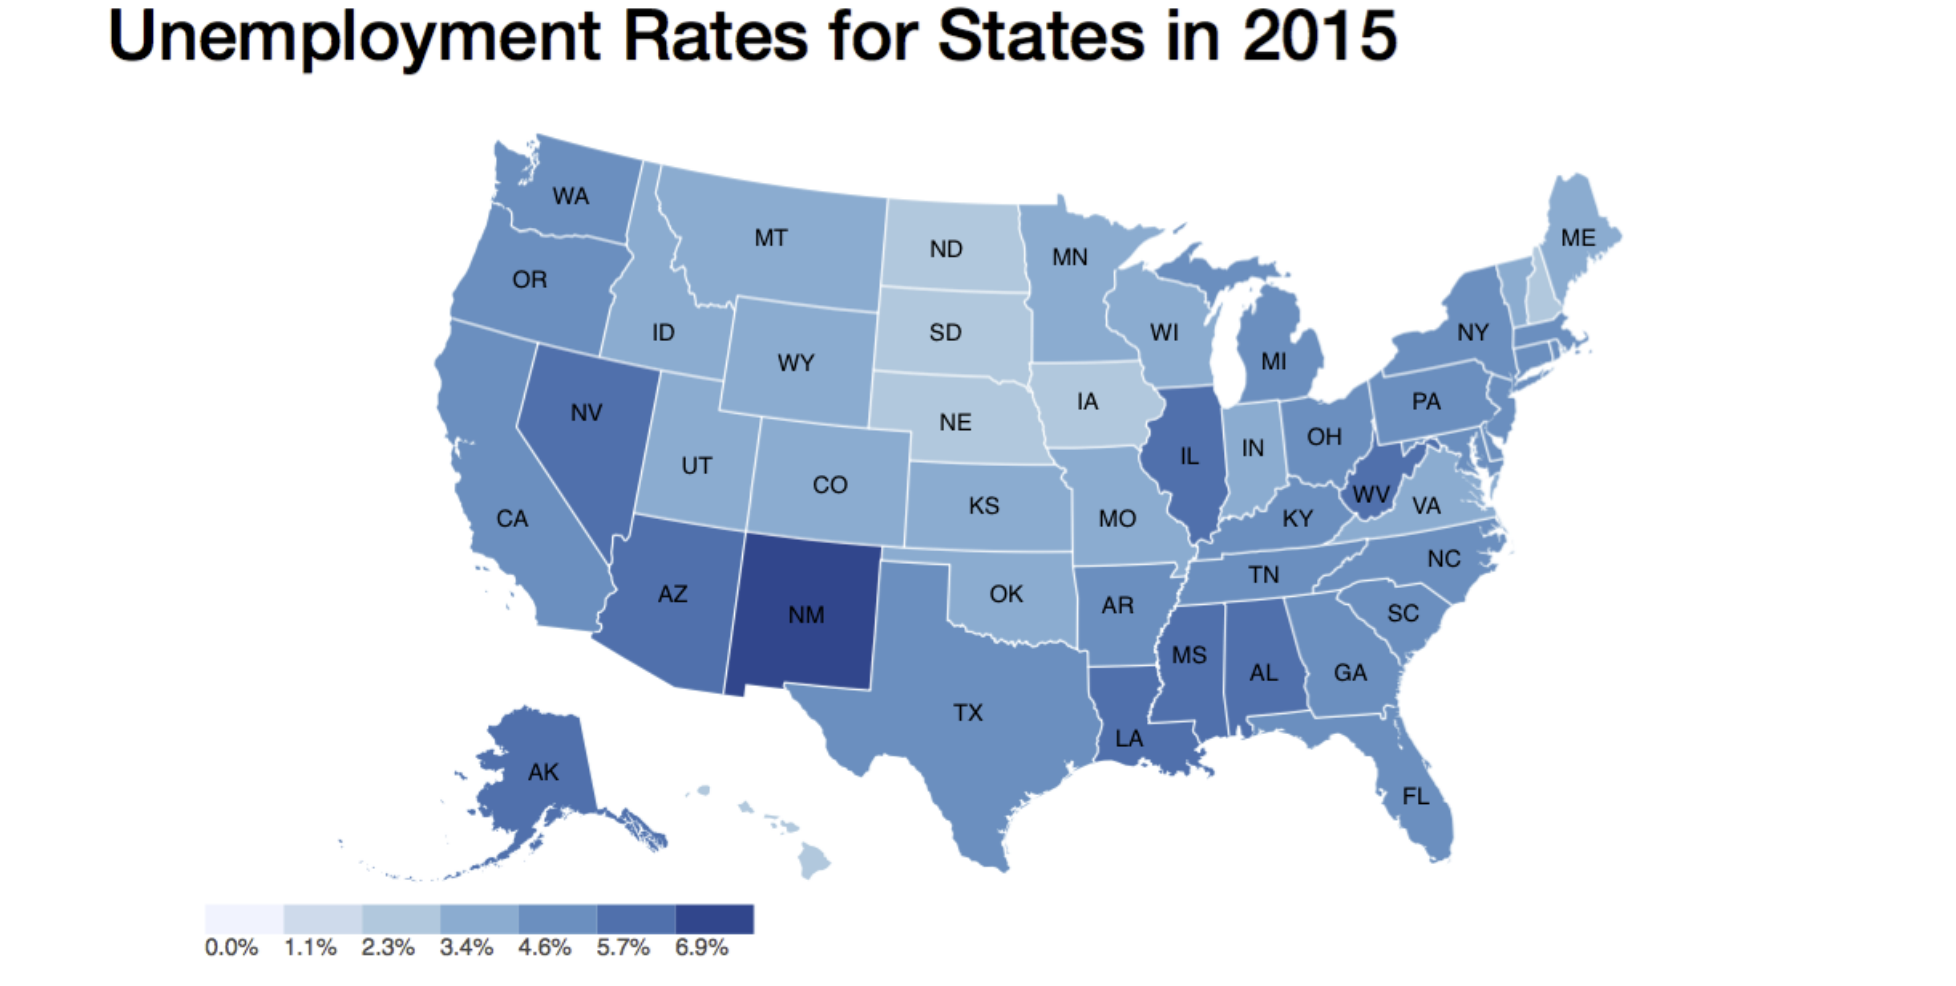 Unemployment Rates for States in 2015
WA
MT
ND
MN
ME
OR
ID
SD
WI
NY
WY
MI
NV
NE
IA
PA
UT
CO
IL
IN
OH
KS
WV
VA
CA
MO
KY
NC
AZ
NM
OK
AR
TN
SC
MS
AL
GA
TX
LA
AK
FL
0.0% 1.1% 2.3% 3.4% 4.6% 5.7% 6.9%